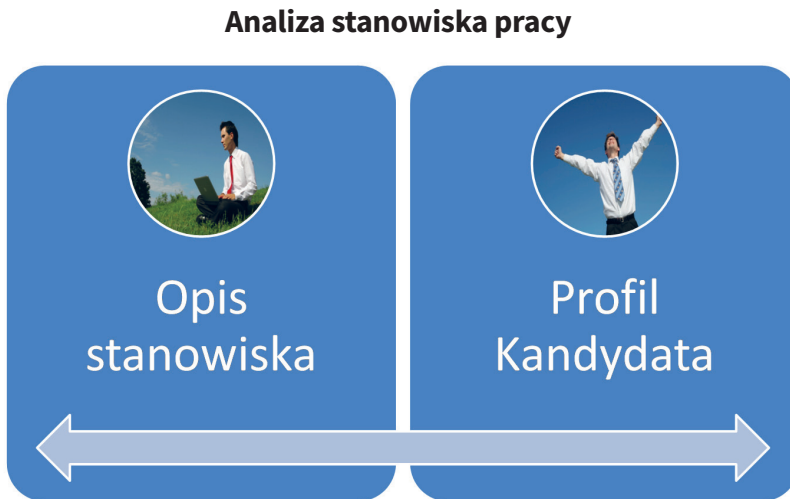 Analiza stanowiska pracy
Opis
stanowiska
Profil
Kandydata